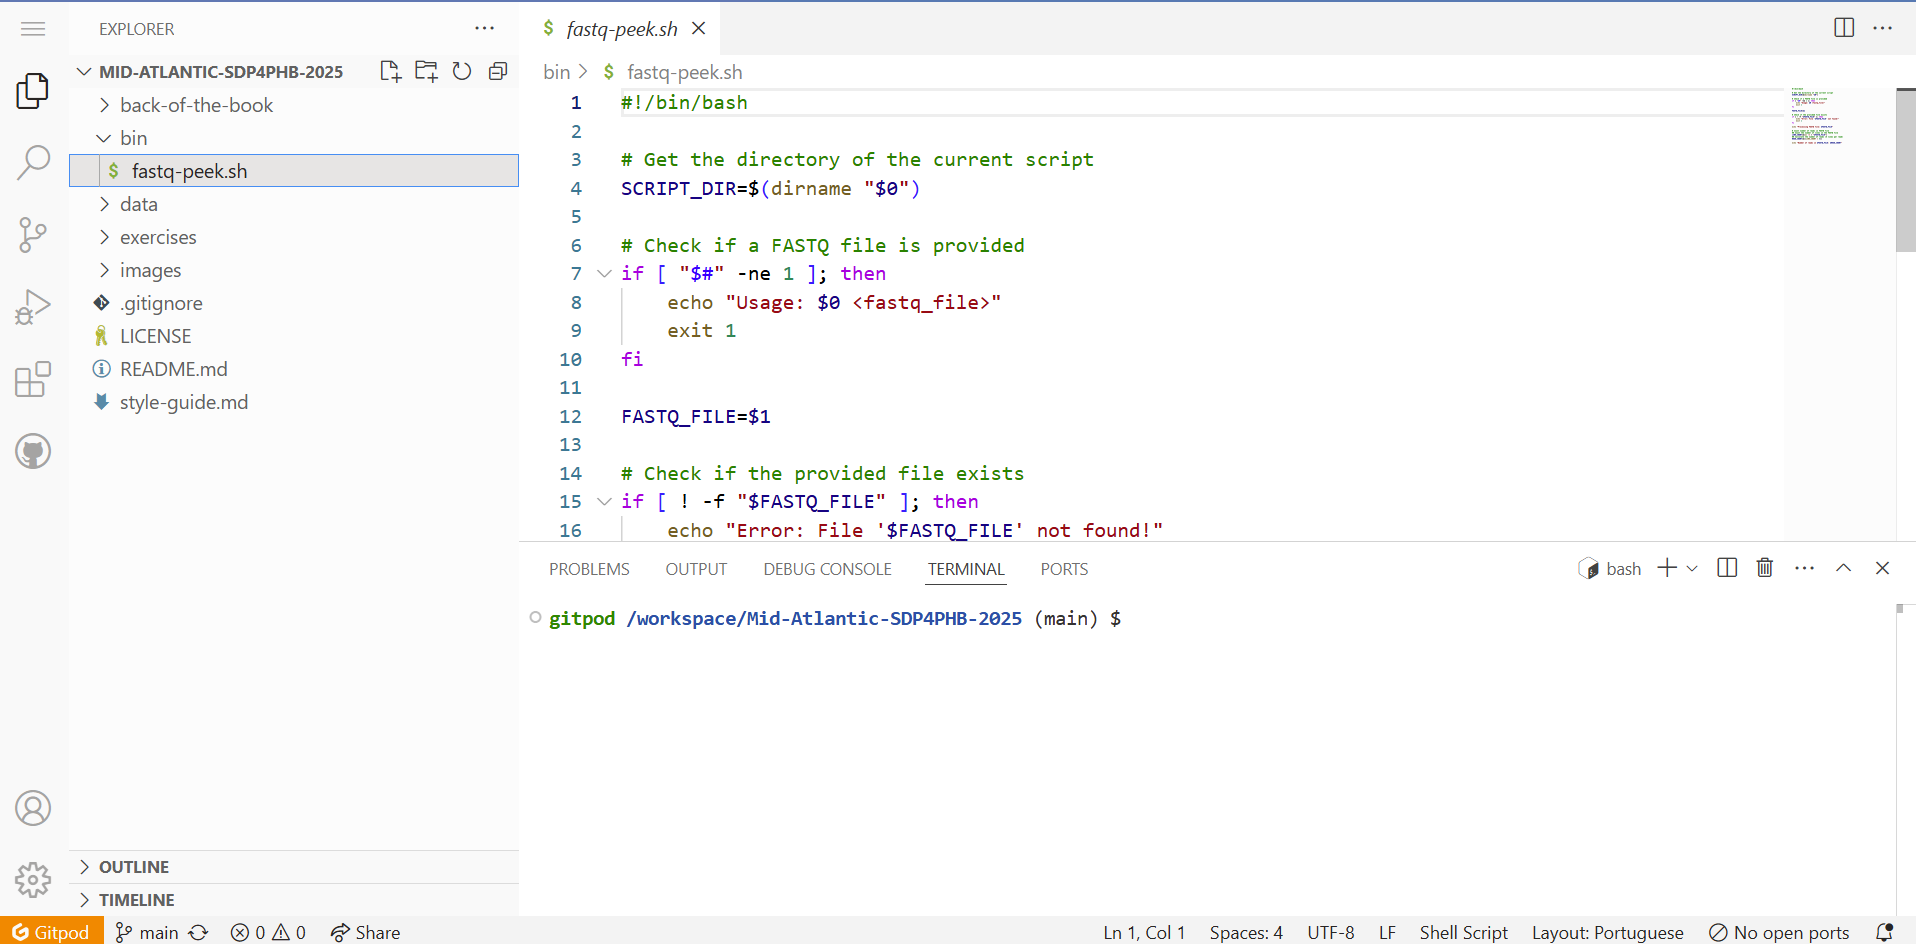 EXPLORER
MID-ATLANTIC-SDP4PHB-2025
back-of-the-book
bin
$ fastq-peek.sh
data
exercises
images
.gitignore
LICENSE
README.md
style-guide.md
OUTLINE
TIMELINE
$ fastq-peek.sh
bin > $ fastq-peek.sh
1 #!/bin/bash
2
3 # Get the directory of the current script
4 SCRIPT_DIR=$(dirname "$0")
5
6 # Check if a FASTQ file is provided
7 if [ "$#" -ne 1 ]; then
8 echo "Usage: $0 <fastq_file>"
9 exit 1
10 fi
11
12 FASTQ_FILE=$1
13
14 # Check if the provided file exists
15 if [ ! -f "$FASTQ_FILE" ]; then
16 echo "Error: File '$FASTQ_FILE' not found!"
PROBLEMS OUTPUT DEBUG CONSOLE TERMINAL PORTS bash
gitpod /workspace/Mid-Atlantic-SDP4PHB-2025 (main) $
Gitpod main 0 0 Share Ln 1, Col 1 Spaces: 4 UTF-8 LF Shell Script Layout: Portuguese No open ports